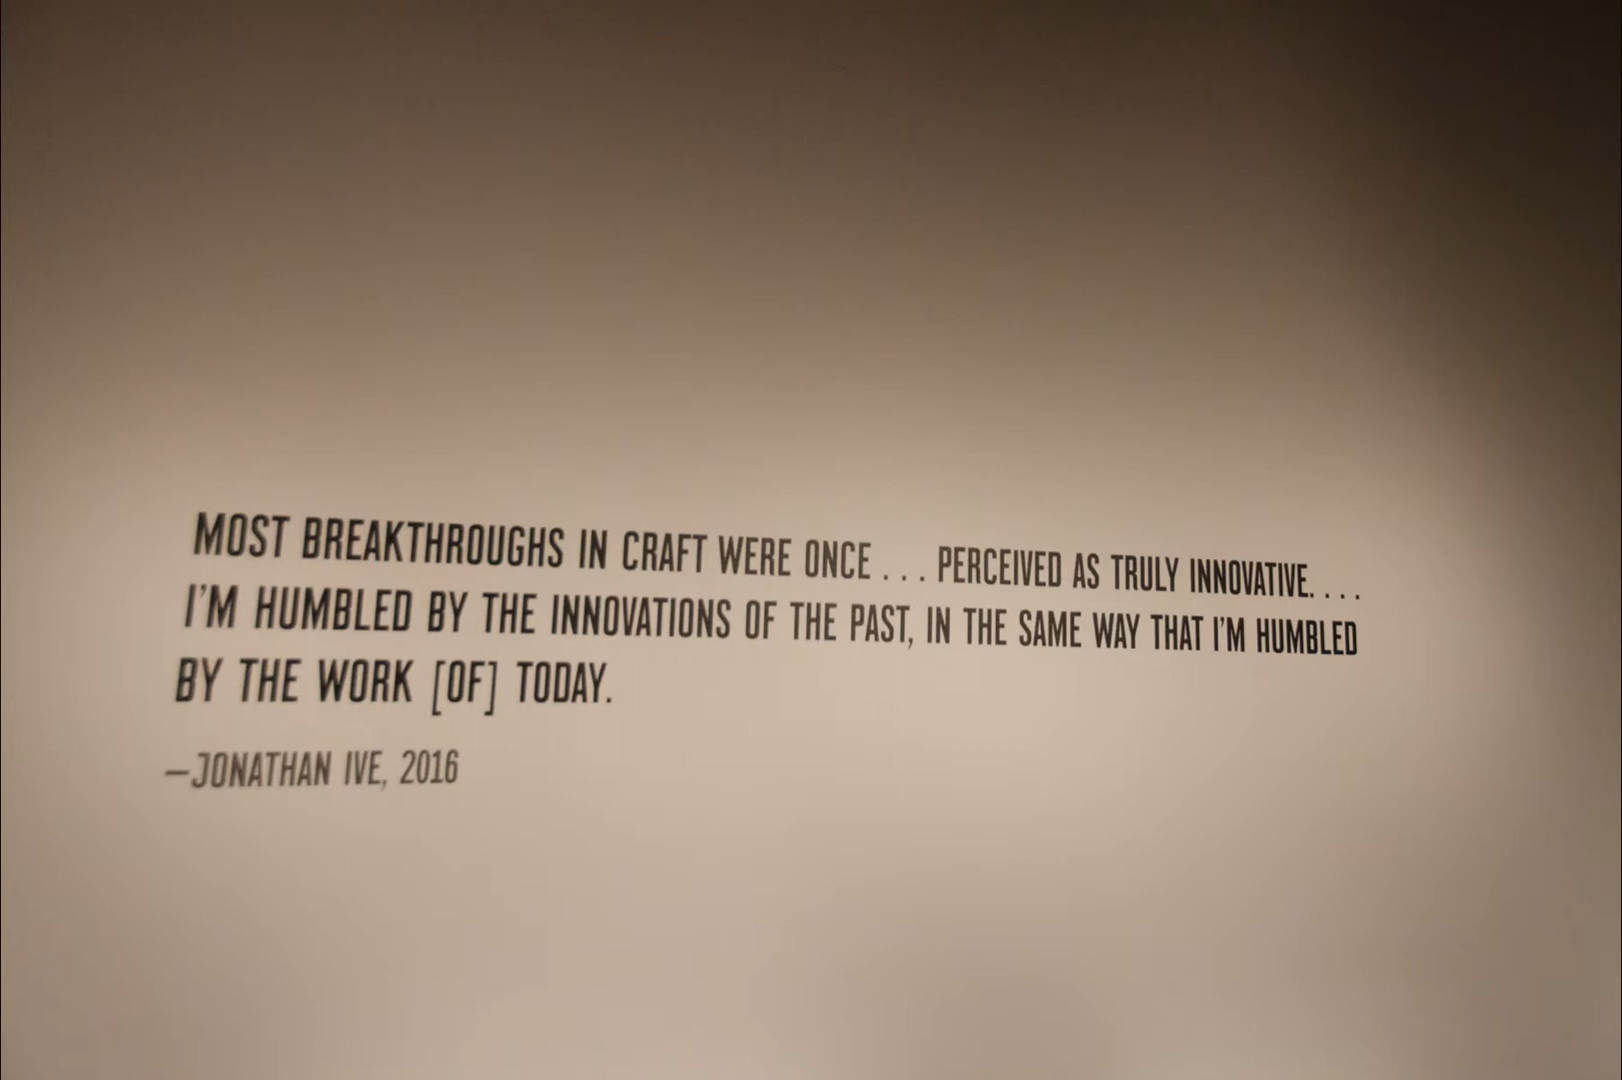 MOST BREAKTHROUGHS IN CRAFT WERE ONCE . . . PERCEIVED AS TRULY INNOVATIVE. . . .
I'M HUMBLED BY THE INNOVATIONS OF THE PAST, IN THE SAME WAY THAT I'M HUMBLED
BY THE WORK [OF] TODAY.
—JONATHAN IVE, 2016